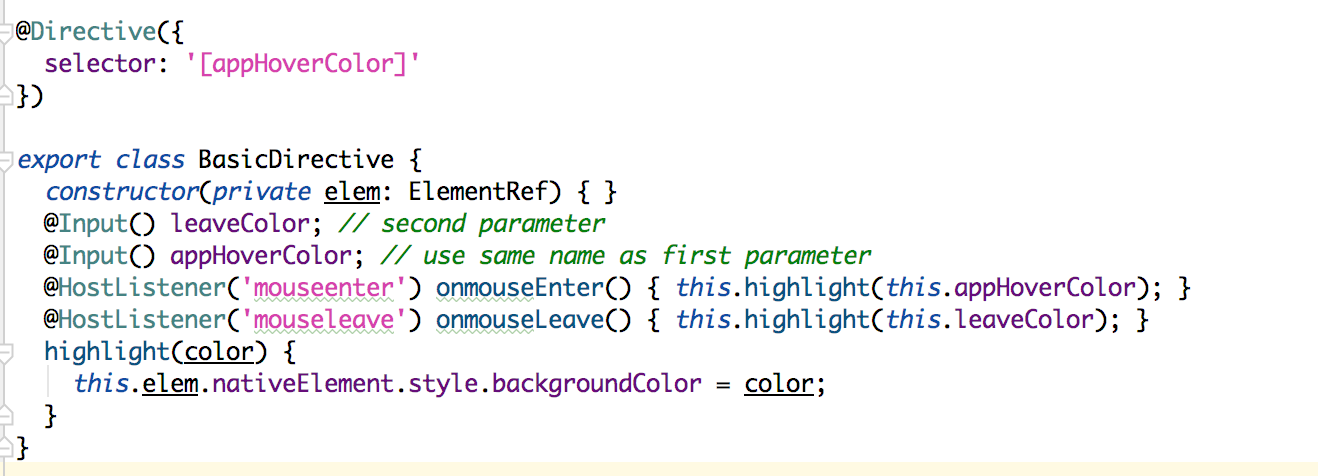 @Directive({
selector: '[appHoverColor]'
})
export class BasicDirective {
constructor(private elem: ElementRef) { }
@Input() leaveColor; // second parameter
@Input() appHoverColor; // use same name as first parameter
@HostListener('mouseenter') onmouseEnter() { this.highlight(this.appHoverColor); }
@HostListener('mouseleave') onmouseLeave() { this.highlight(this.leaveColor); }
highlight(color) {
this.elem.nativeElement.style.backgroundColor = color;
}
}